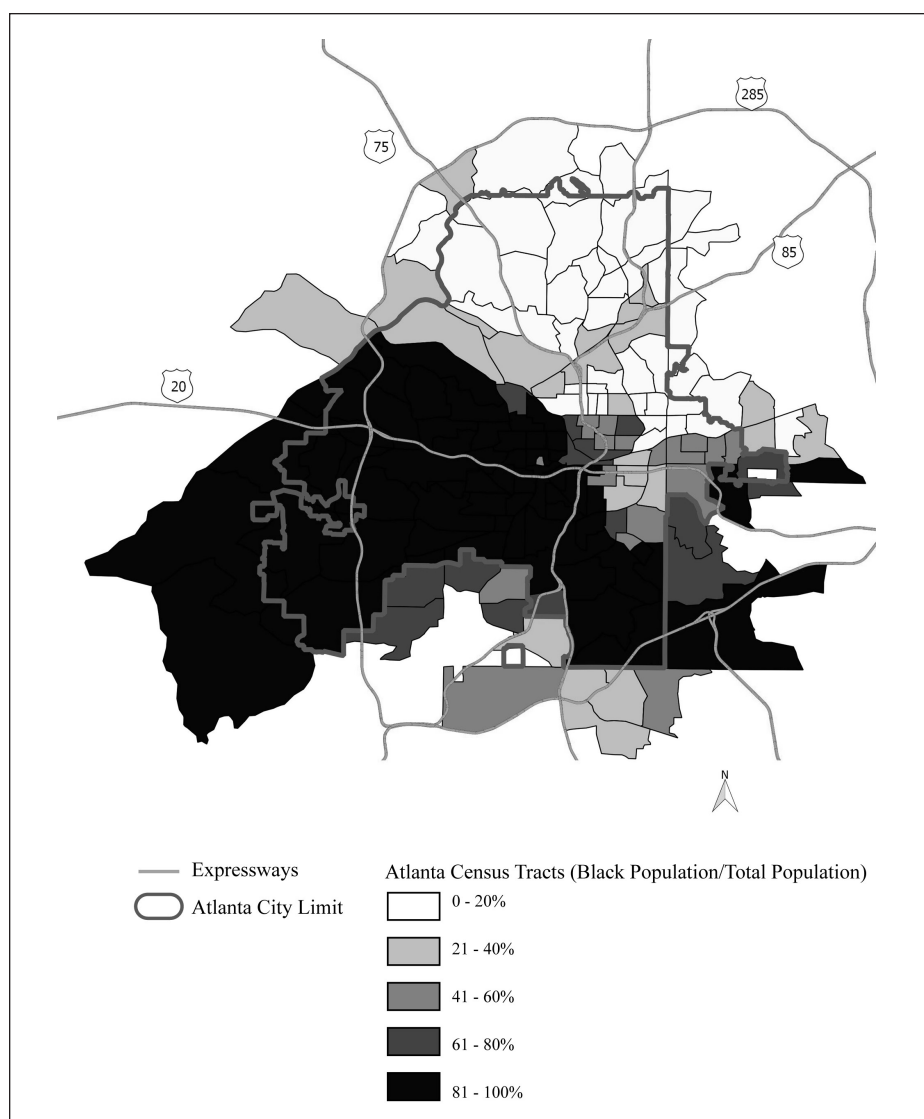 285
75
85
20
N
Expressways
Atlanta City Limit
Atlanta Census Tracts (Black Population/Total Population)
0 - 20%
21 - 40%
41 - 60%
61 - 80%
81 - 100%